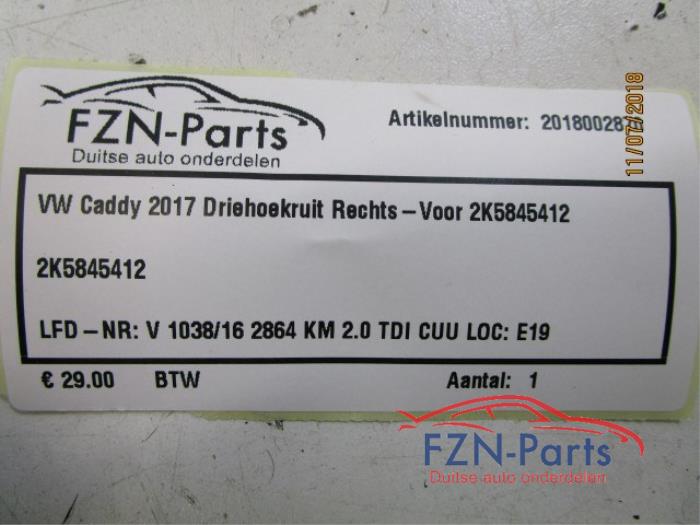 FZN-Parts
Duitse auto onderdelen
Artikelnummer: 201800287
11/07/2018
VW Caddy 2017 Driehoekruit Rechts-Voor 2K5845412
2K5845412
LFD-NR: V 1038/16 2864 KM 2.0 TDI CUU LOC: E19
€ 29.00 BTW Aantal: 1
FZN-Parts
Duitse auto onderdelen